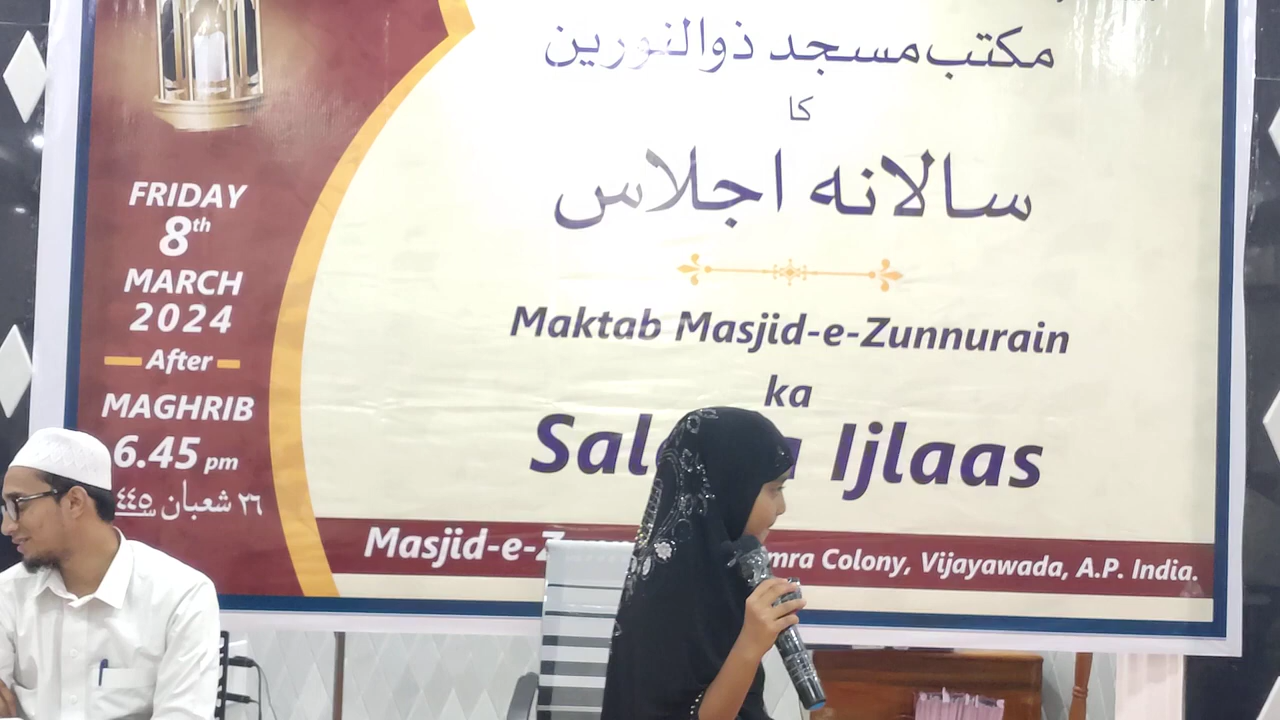 مکتب مسجد ذوالنورین
کا
سالانہ اجلاس
Maktab Masjid-e-Zunnurain
ka
Ijlaas
FRIDAY
8th
MARCH
2024
After
MAGHRIB
6.45 pm
٢٦ شعبان
Masjid-e-
Colony, Vijayawada, A.P. India.